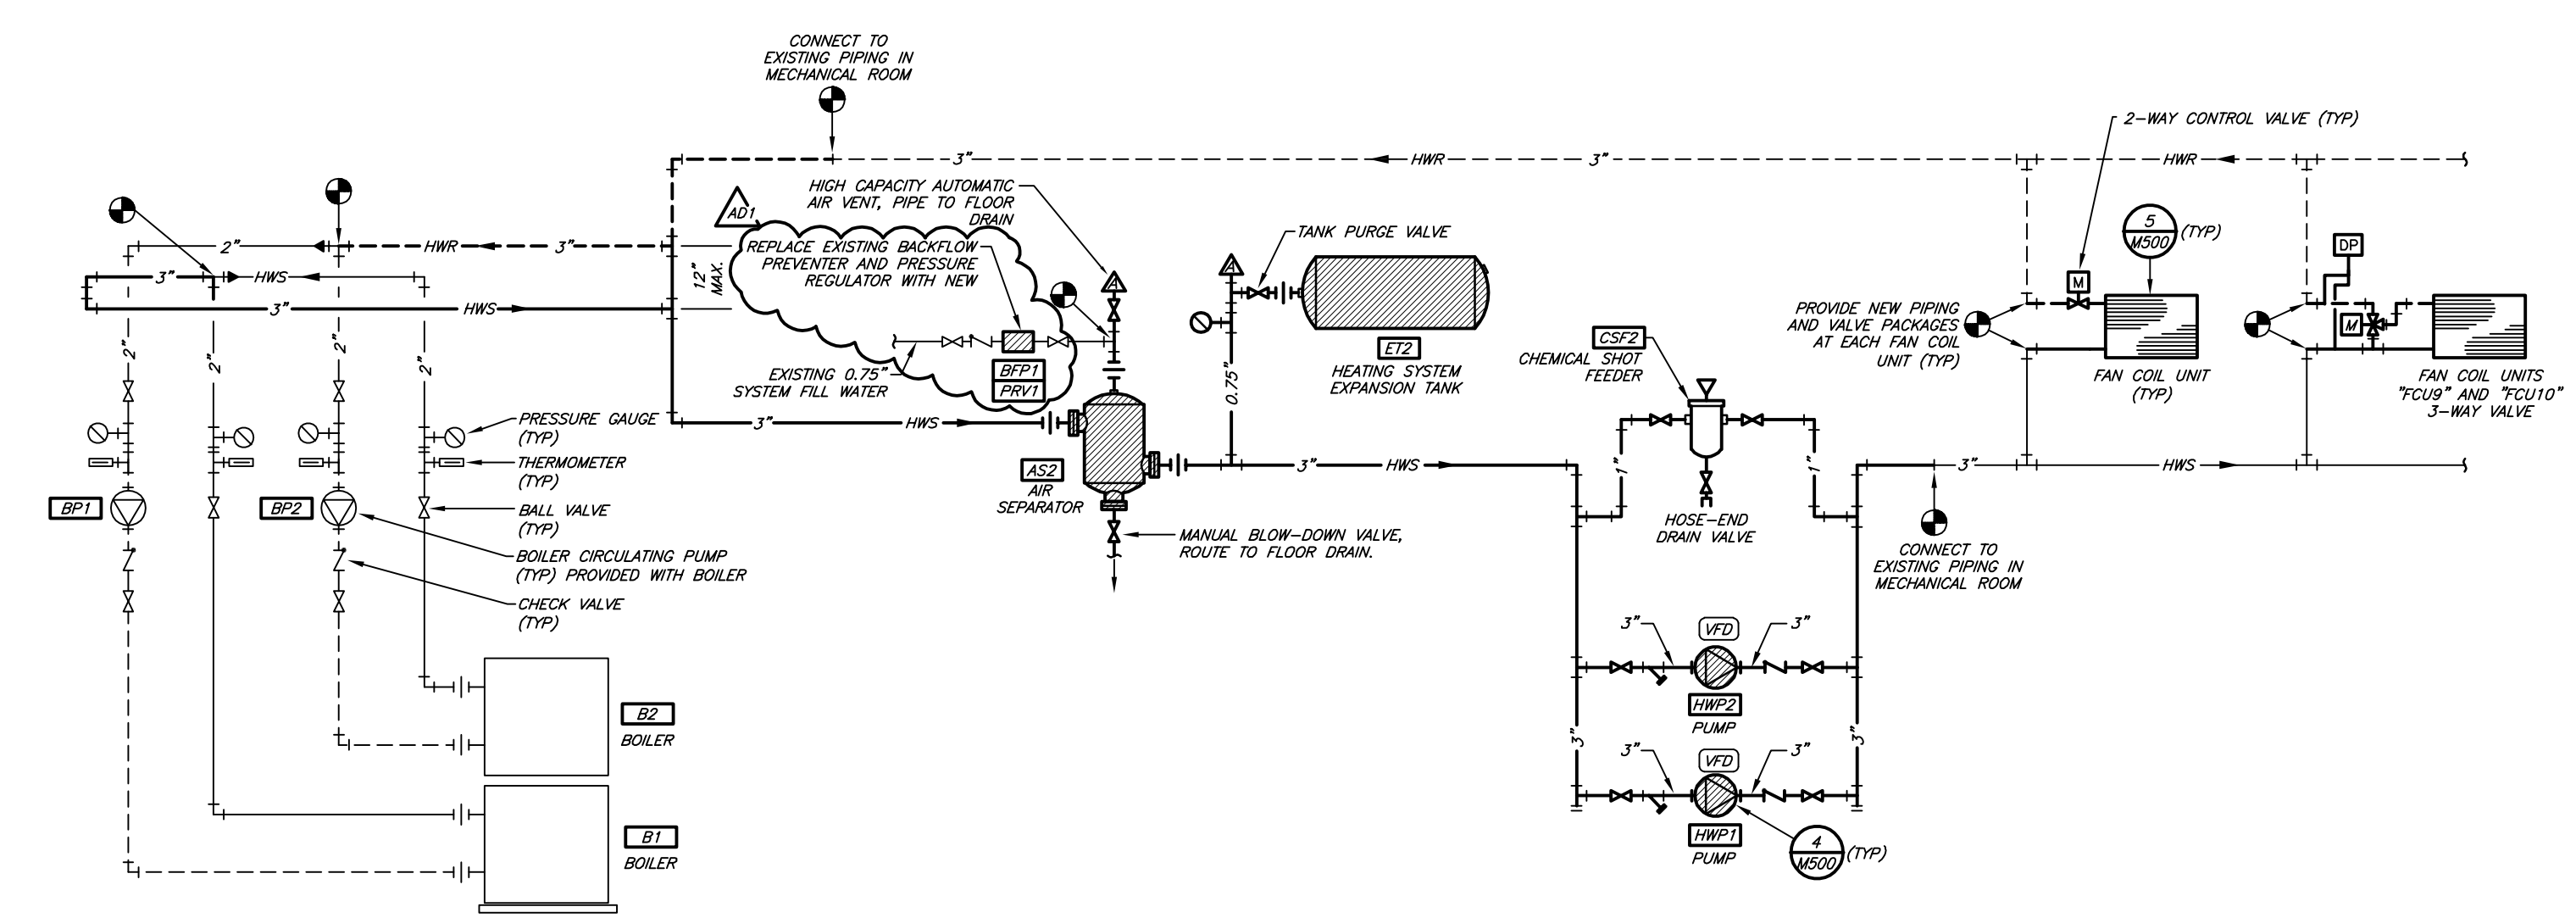 CONNECT TO
EXISTING PIPING IN
MECHANICAL ROOM
2-WAY CONTROL VALVE (TYP)
3"
HWR
3"
HWR
AD1
HIGH CAPACITY AUTOMATIC
AIR VENT, PIPE TO FLOOR
DRAIN
A
A
TANK PURGE VALVE
5
M500
(TYP)
DP
2"
HWR
3"
3"
HWS
3"
HWS
12"
MAX.
REPLACE EXISTING BACKFLOW
PREVENTER AND PRESSURE
REGULATOR WITH NEW
EXISTING 0.75"
SYSTEM FILL WATER
BFP1
PRV1
ET2
HEATING SYSTEM
EXPANSION TANK
0.75"
M
M
PROVIDE NEW PIPING
AND VALVE PACKAGES
AT EACH FAN COIL
UNIT (TYP)
FAN COIL UNIT
(TYP)
FAN COIL UNITS
"FCU9" AND "FCU10"
3-WAY VALVE
CSF2
CHEMICAL SHOT
FEEDER
2"
2"
2"
2"
PRESSURE GAUGE
(TYP)
THERMOMETER
(TYP)
BALL VALVE
(TYP)
BOILER CIRCULATING PUMP
(TYP) PROVIDED WITH BOILER
CHECK VALVE
(TYP)
BP1
BP2
3"
HWS
AS2
AIR
SEPARATOR
3"
HWS
MANUAL BLOW-DOWN VALVE,
ROUTE TO FLOOR DRAIN.
1"
1"
HOSE-END
DRAIN VALVE
3"
HWS
CONNECT TO
EXISTING PIPING IN
MECHANICAL ROOM
3"
VFD
3"
HWP2
PUMP
3"
3"
3"
VFD
3"
HWP1
PUMP
4
M500
(TYP)
B2
BOILER
B1
BOILER